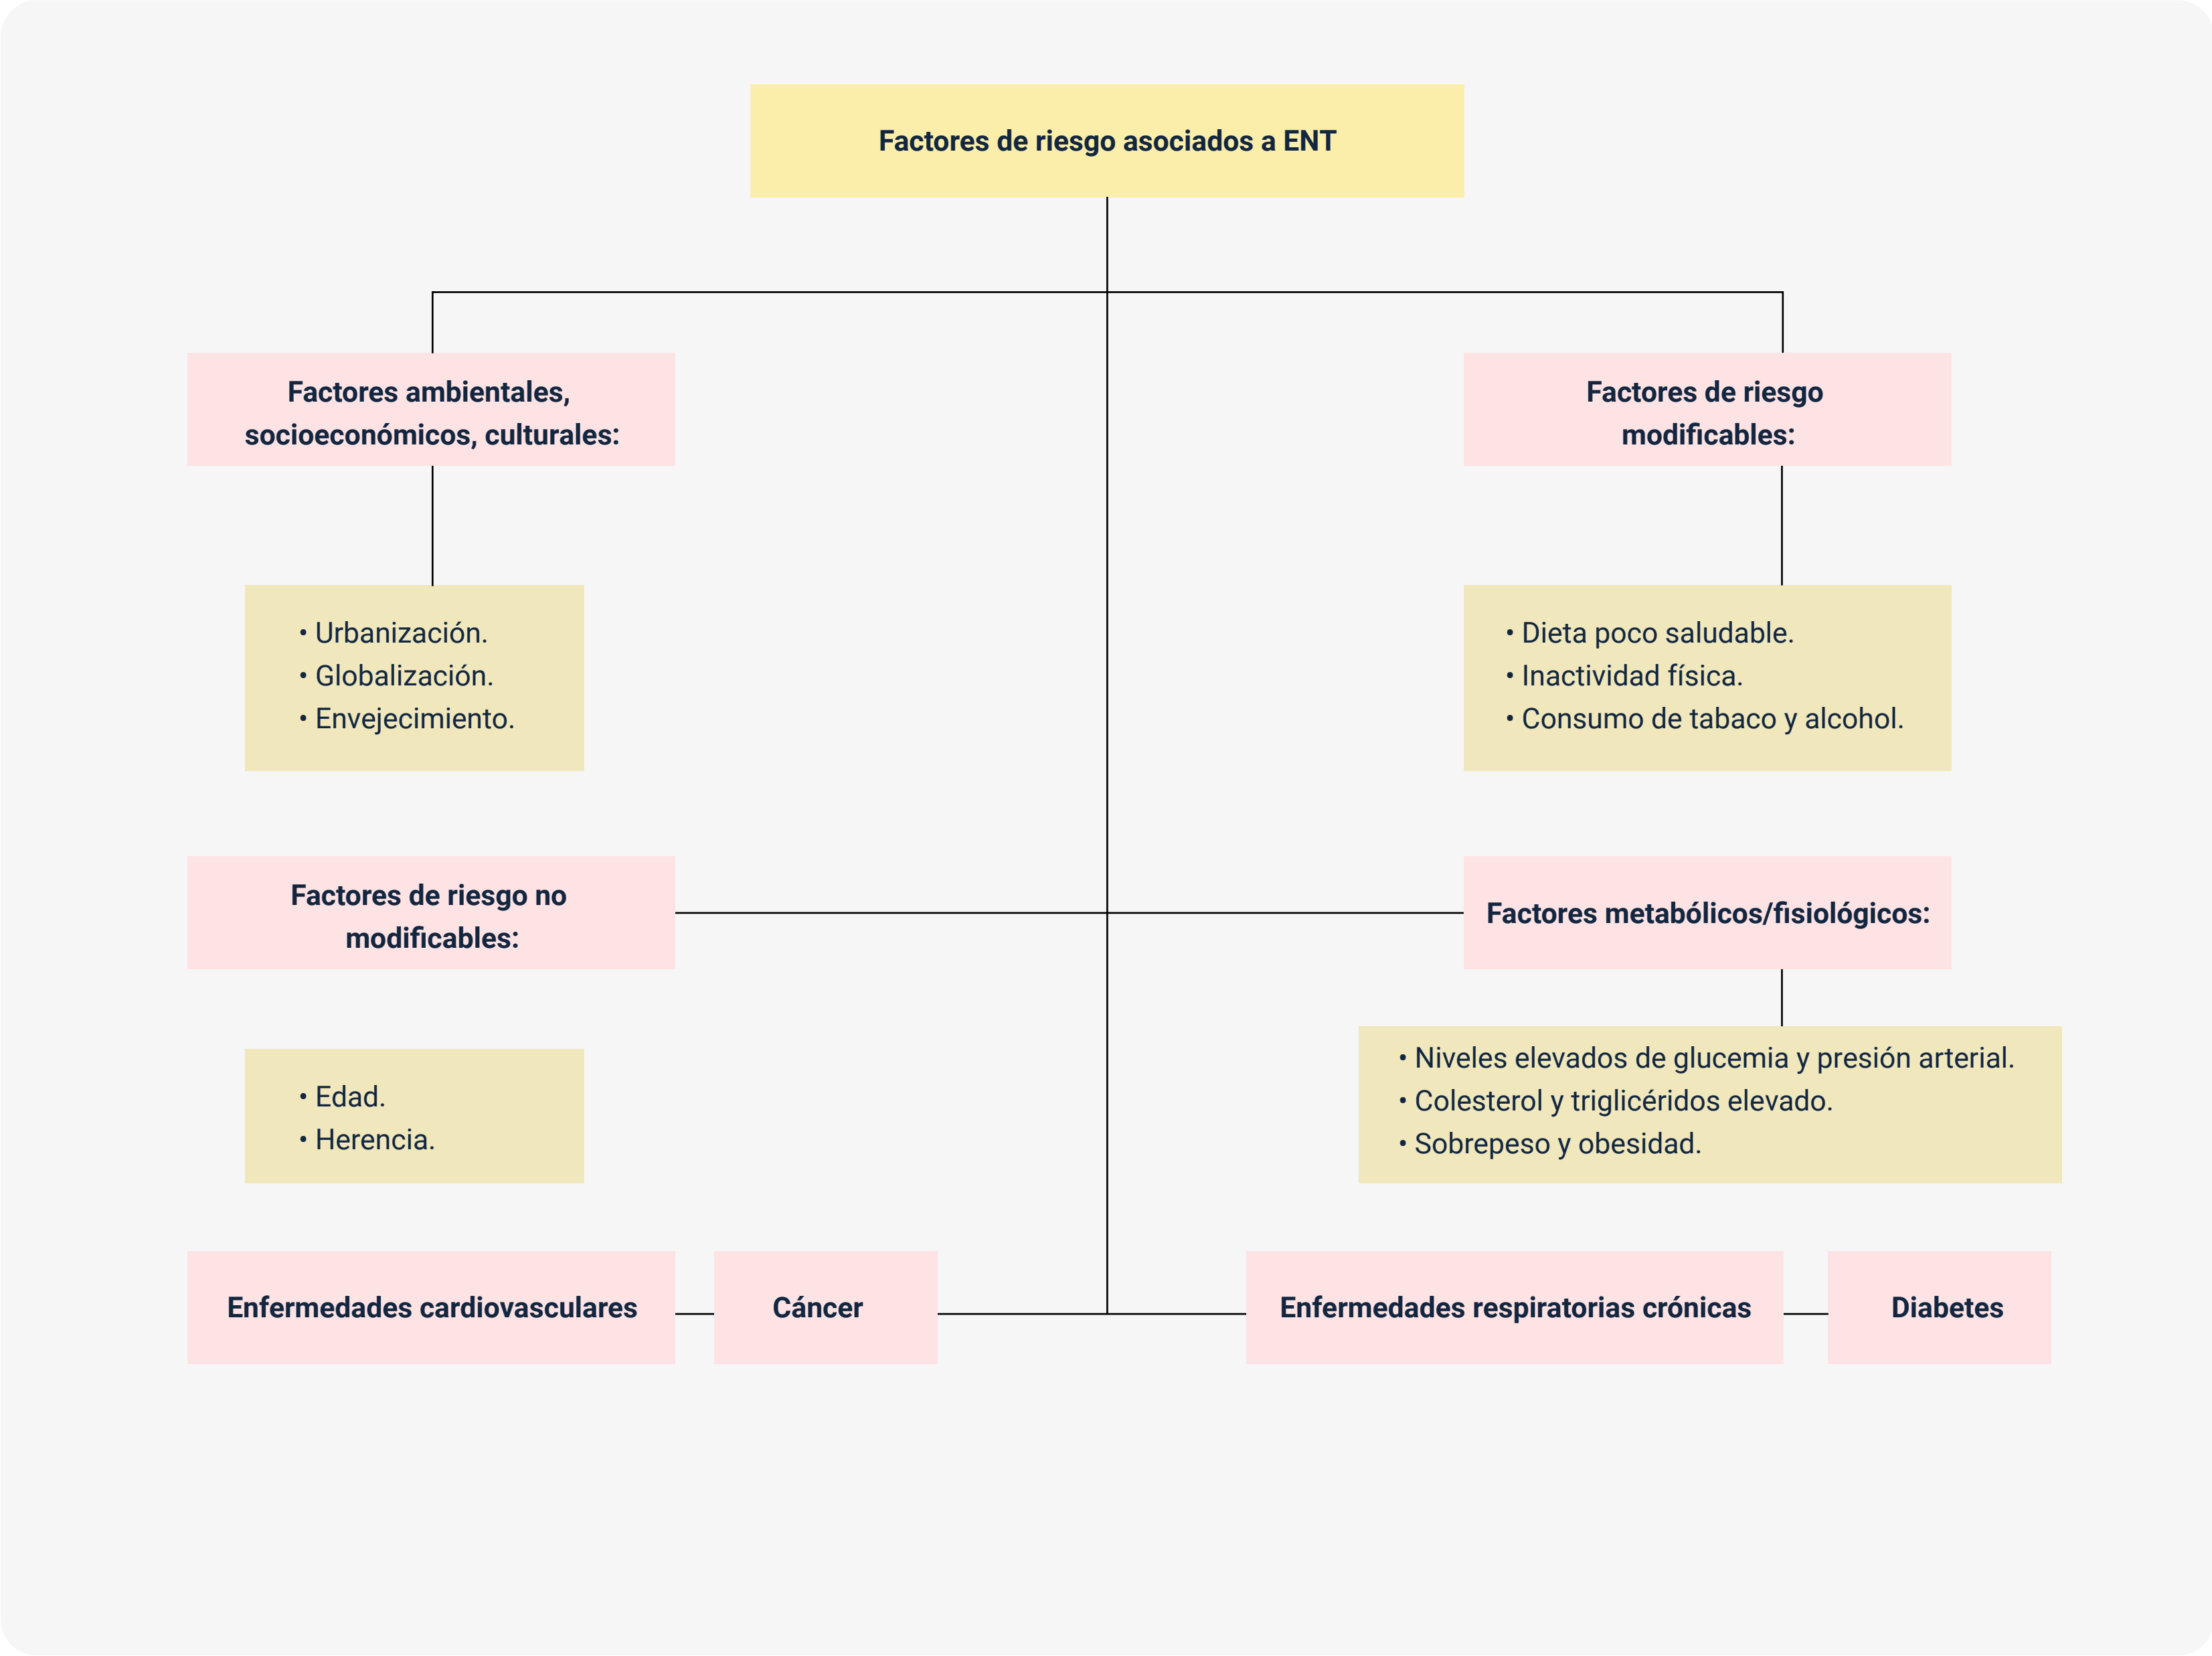 Factores de riesgo asociados a ENT
Factores ambientales,
socioeconómicos, culturales:
• Urbanización.
• Globalización.
• Envejecimiento.
Factores de riesgo
modificables:
• Dieta poco saludable.
• Inactividad física.
• Consumo de tabaco y alcohol.
Factores de riesgo no
modificables:
• Edad.
• Herencia.
Factores metabólicos/fisiológicos:
• Niveles elevados de glucemia y presión arterial.
• Colesterol y triglicéridos elevado.
• Sobrepeso y obesidad.
Enfermedades cardiovasculares
Cáncer
Enfermedades respiratorias crónicas
Diabetes